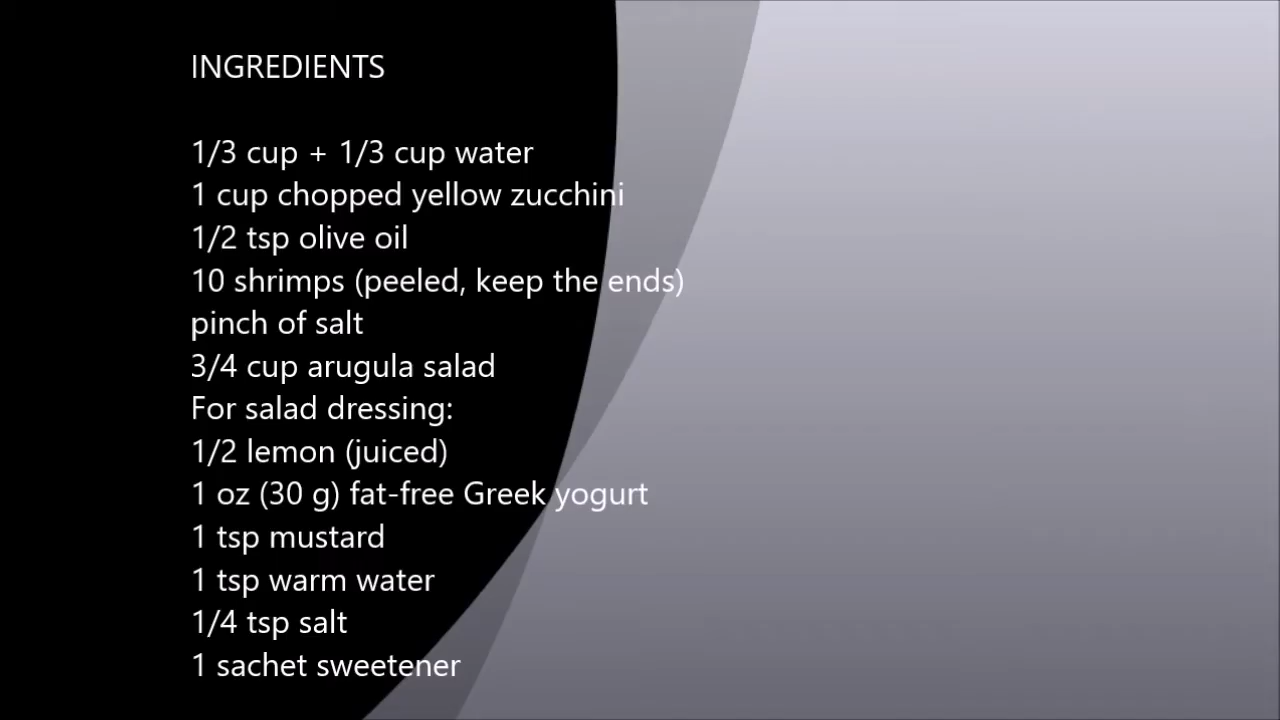 INGREDIENTS
1/3 cup + 1/3 cup water
1 cup chopped yellow zucchini
1/2 tsp olive oil
10 shrimps (peeled, keep the ends)
pinch of salt
3/4 cup arugula salad
For salad dressing:
1/2 lemon (juiced)
1 oz (30 g) fat-free Greek yogurt
1 tsp mustard
1 tsp warm water
1/4 tsp salt
1 sachet sweetener